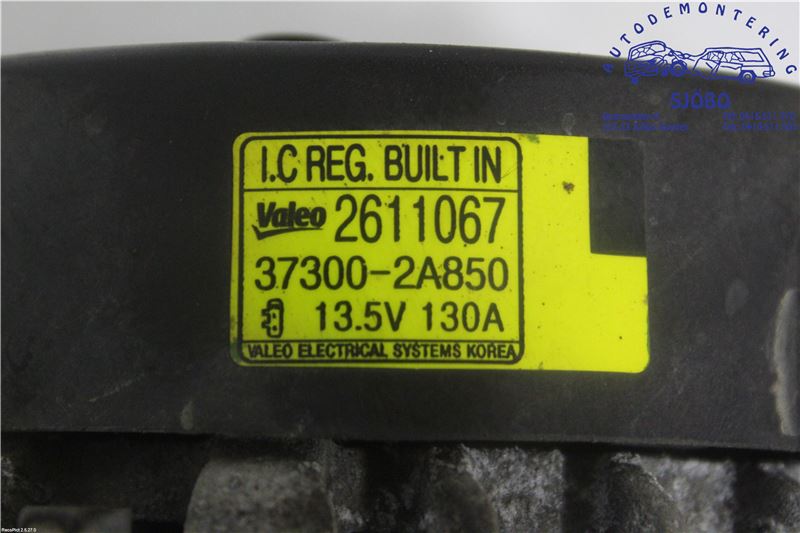 AUTODEMONTERING
SJÖBO
I.C REG. BUILT IN
Valeo 2611067
37300-2A850
13.5V 130A
VALEO ELECTRICAL SYSTEMS KOREA